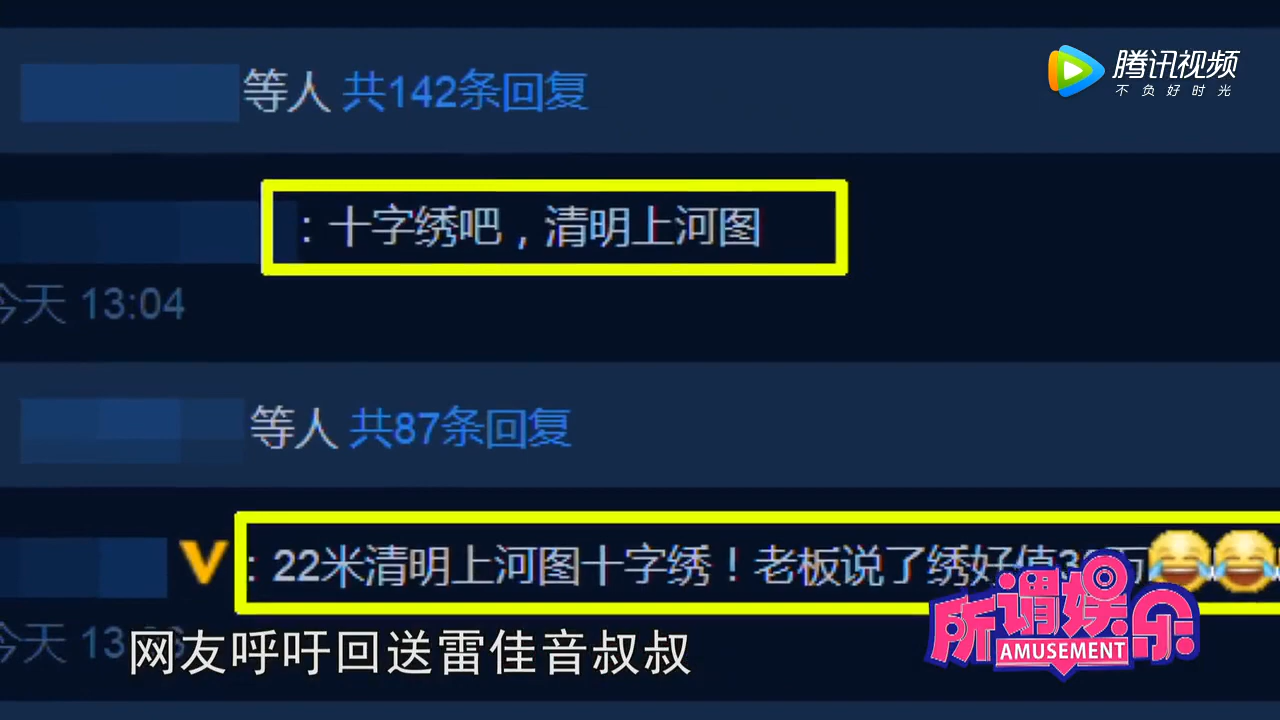 等人 共142条回复
腾讯视频
不负好时光
：十字绣吧，清明上河图
今天 13:04
等人 共87条回复
：22米清明上河图十字绣！老板说了绣好值
今天
网友呼吁回送雷佳音叔叔
所谓娱乐
AMUSEMENT